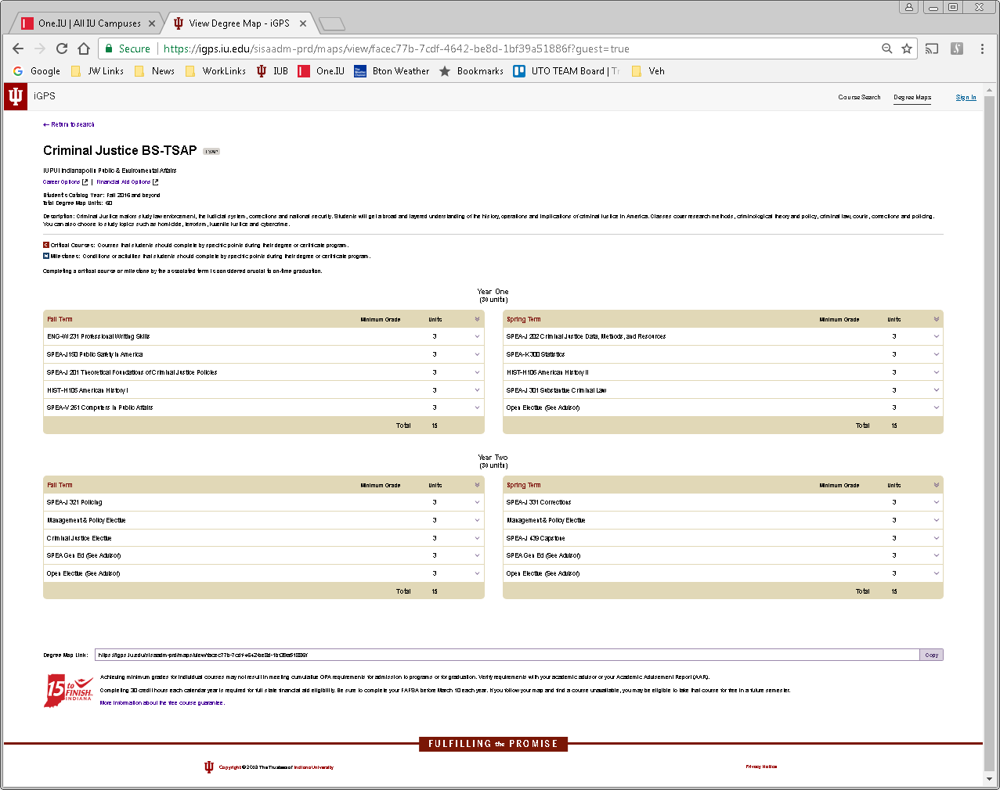 One.IU | All IU Campuses
View Degree Map - iGPS
Secure https://igps.iu.edu/sisaadm-prd/maps/view/facec77b-7cdf-4642-be8d-1bf39a51886f?guest=true
Google JW Links News WorkLinks IUB One.IU Bton Weather Bookmarks UTO TEAM Board | Tr Veh
iGPS Course Search Degree Maps Sign In
← Return to search
Criminal Justice BS-TSAP TSAP
IUPUI Indianapolis Public & Environmental Affairs
Career Options | Financial Aid Options
Student's Catalog Year: Fall 2016 and beyond
Total Degree Map Units: 60
Description: Criminal Justice majors study law enforcement, the judicial system, corrections and national security. Students will get a broad and layered understanding of the history, operations and implications of criminal justice in America. Classes cover research methods, criminological theory and policy, criminal law, courts, corrections and policing.
You can also choose to study topics such as homicide, terrorism, juvenile justice and cybercrime.
C Critical Courses: Courses that students should complete by specific points during their degree or certificate program.
M Milestones: Conditions or activities that students should complete by specific points during their degree or certificate program.
Completing a critical course or milestone by the associated term is considered crucial to on-time graduation.
Year One
(30 units)
Fall Term Minimum Grade Units
ENG-W 231 Professional Writing Skills 3
SPEA-J 150 Public Safety in America 3
SPEA-J 201 Theoretical Foundations of Criminal Justice Policies 3
HIST-H 105 American History I 3
SPEA-V 261 Computers in Public Affairs 3
Total 15
Spring Term Minimum Grade Units
SPEA-J 202 Criminal Justice Data, Methods, and Resources 3
SPEA-K 300 Statistics 3
HIST-H 106 American History II 3
SPEA-J 301 Substantive Criminal Law 3
Open Elective (See Advisor) 3
Total 15
Year Two
(30 units)
Fall Term Minimum Grade Units
SPEA-J 321 Policing 3
Management & Policy Elective 3
Criminal Justice Elective 3
SPEA Gen Ed (See Advisor) 3
Open Elective (See Advisor) 3
Total 15
Spring Term Minimum Grade Units
SPEA-J 331 Corrections 3
Management & Policy Elective 3
SPEA-J 439 Capstone 3
SPEA Gen Ed (See Advisor) 3
Open Elective (See Advisor) 3
Total 15
Degree Map Link: https://igps.iu.edu/sisaadm-prd/maps/view/facec77b-7cdf-4642-be8d-1bf39a51886f Copy
15 to FINISH INDIANA
Achieving minimum grades for individual courses may not result in meeting cumulative GPA requirements for admission to programs or for graduation. Verify requirements with your academic advisor or your Academic Advisement Report (AAR).
Completing 30 credit hours each calendar year is required for full state financial aid eligibility. Be sure to complete your FAFSA before March 10 each year. If you follow your map and find a course unavailable, you may be eligible to take that course for free in a future semester.
More information about the free course guarantee.
FULFILLING the PROMISE
Copyright © 2018 The Trustees of Indiana University Privacy Notice